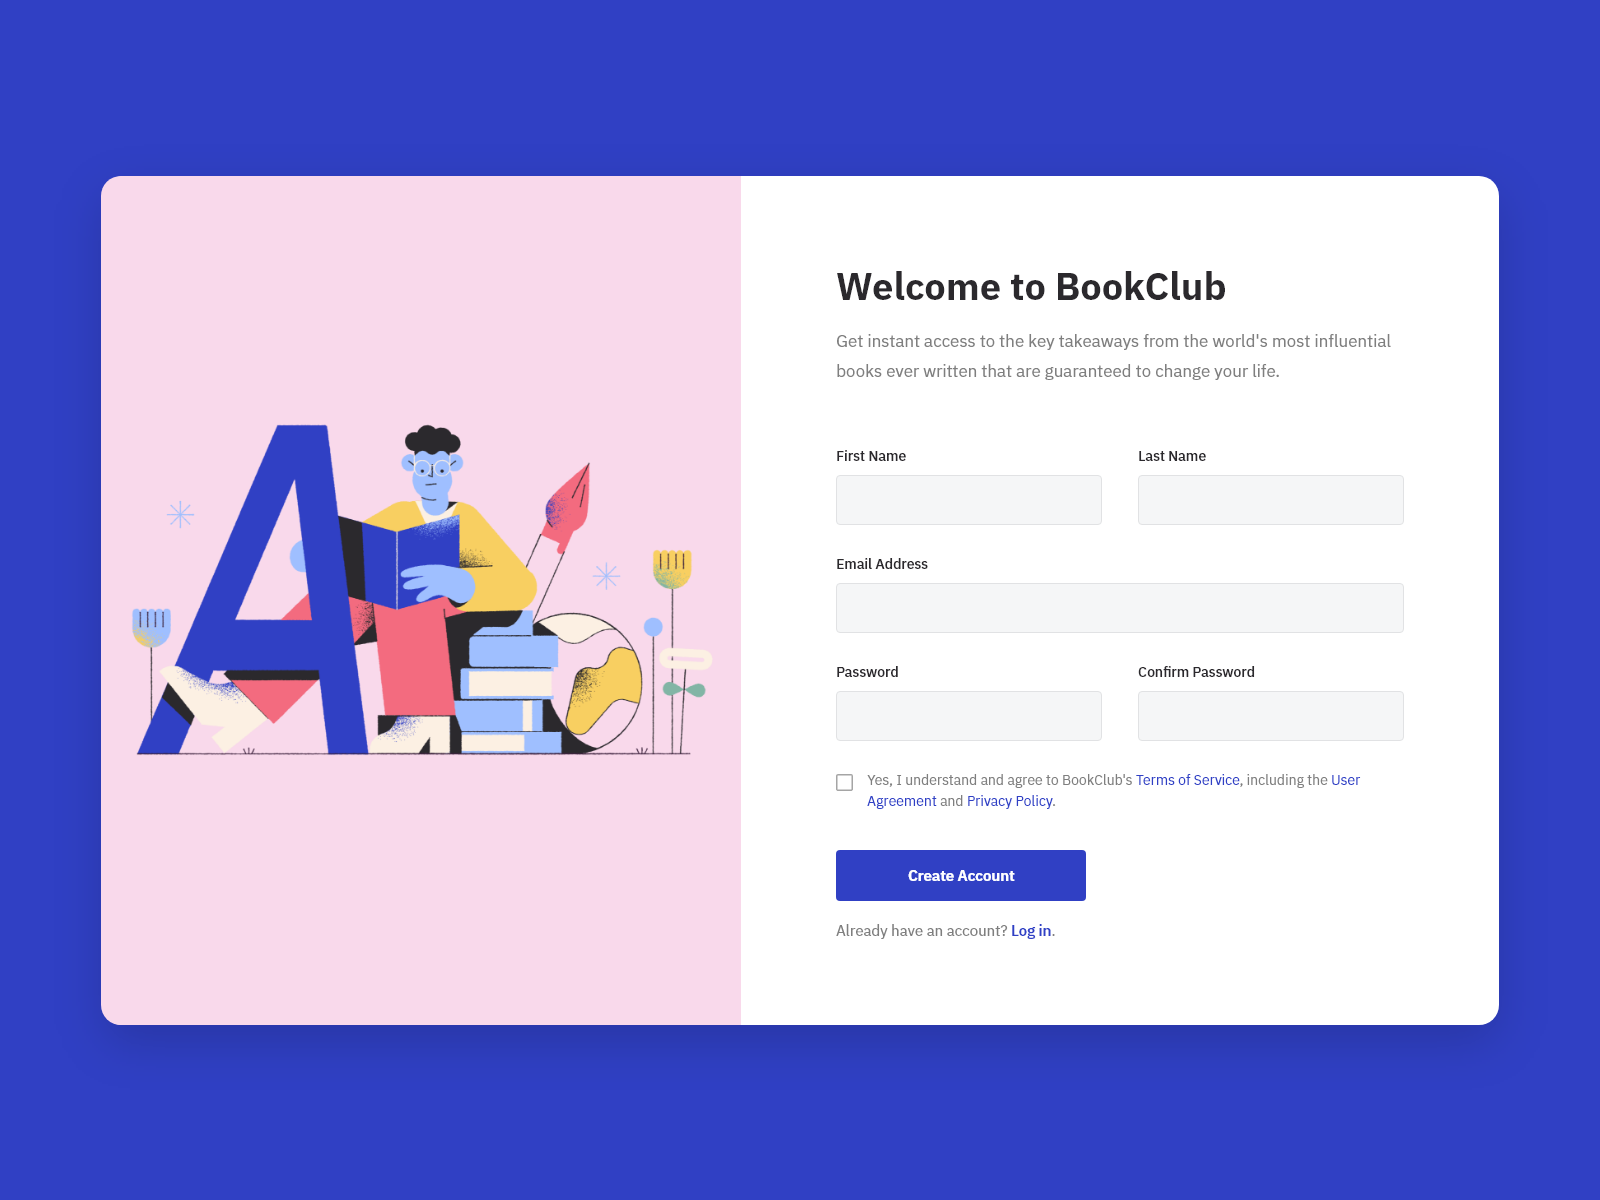 A
Welcome to BookClub
Get instant access to the key takeaways from the world's most influential
books ever written that are guaranteed to change your life.
First Name
Last Name
Email Address
Password
Confirm Password
Yes, I understand and agree to BookClub's Terms of Service, including the User
Agreement and Privacy Policy.
Create Account
Already have an account? Log in.